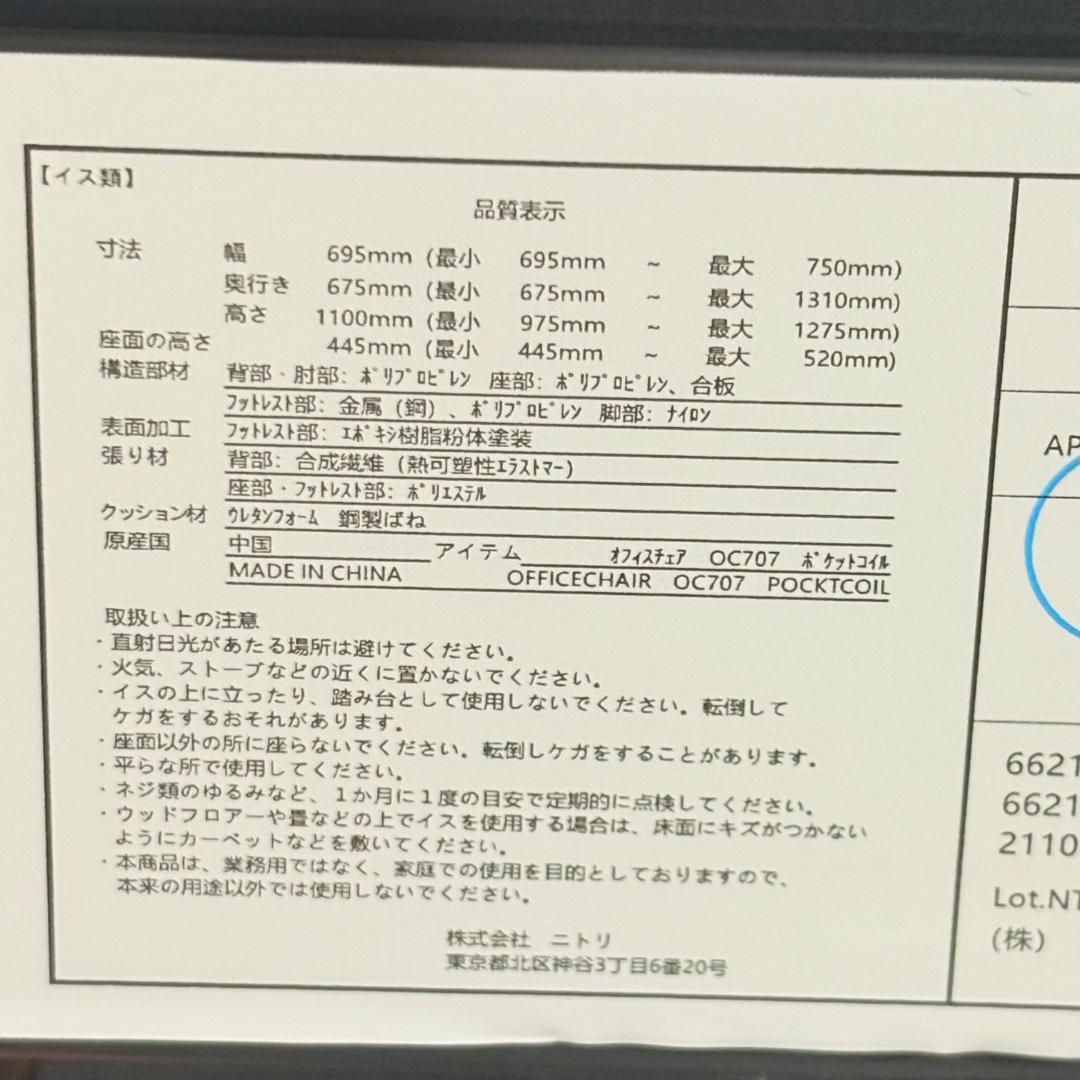 【イス類】
品質表示
寸法 幅 695mm (最小 695mm ~ 最大 750mm)
奥行き 675mm (最小 675mm ~ 最大 1310mm)
高さ 1100mm (最小 975mm ~ 最大 1275mm)
座面の高さ 445mm (最小 445mm ~ 最大 520mm)
構造部材 背部・肘部: ﾎﾟﾘﾌﾟﾛﾋﾟﾚﾝ 座部: ﾎﾟﾘﾌﾟﾛﾋﾟﾚﾝ、合板
ﾌｯﾄﾚｽﾄ部: 金属 (鋼)、ﾎﾟﾘﾌﾟﾛﾋﾟﾚﾝ 脚部: ﾅｲﾛﾝ
表面加工 ﾌｯﾄﾚｽﾄ部: ｴﾎﾟｷｼ樹脂粉体塗装
張り材 背部: 合成繊維 (熱可塑性ｴﾗｽﾄﾏｰ)
座部・ﾌｯﾄﾚｽﾄ部: ﾎﾟﾘｴｽﾃﾙ
クッション材 ｳﾚﾀﾝﾌｫｰﾑ 鋼製ばね
原産国 中国 アイテム ｵﾌｨｽﾁｪｱ OC707 ﾎﾟｹｯﾄｺｲﾙ
MADE IN CHINA OFFICECHAIR OC707 POCKTCOIL
取扱い上の注意
・直射日光があたる場所は避けてください。
・火気、ストーブなどの近くに置かないでください。
・イスの上に立ったり、踏み台として使用しないでください。転倒して
ケガをするおそれがあります。
・座面以外の所に座らないでください。転倒しケガをすることがあります。
・平らな所で使用してください。
・ネジ類のゆるみなど、１か月に１度の目安で定期的に点検してください。
・ウッドフロアーや畳などの上でイスを使用する場合は、床面にキズがつかない
ようにカーペットなどを敷いてください。
・本商品は、業務用ではなく、家庭での使用を目的としておりますので、
本来の用途以外では使用しないでください。
株式会社 ニトリ
東京都北区神谷3丁目6番20号
AP
6621
6621
2110
Lot.NT
(株)